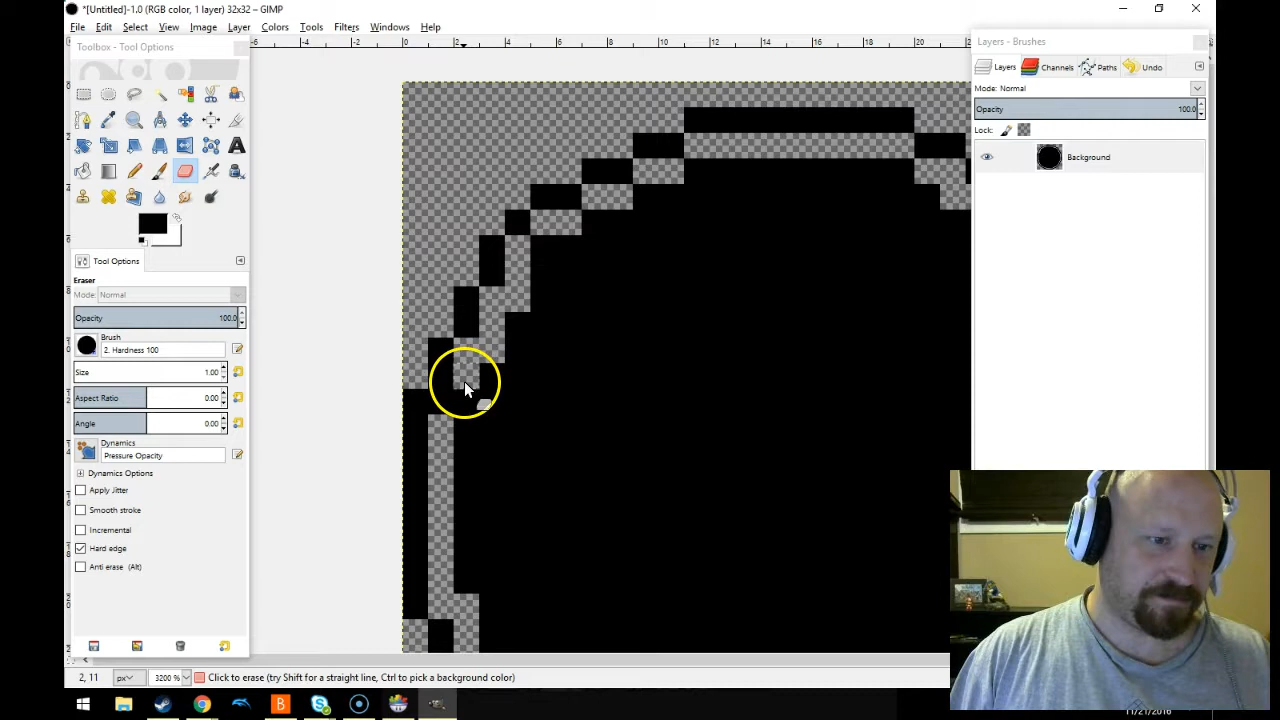 *[Untitled]-1.0 (RGB color, 1 layer) 32x32 – GIMP
File Edit Select View Image Layer Colors Tools Filters Windows Help
Toolbox - Tool Options
Layers - Brushes
Layers Channels Paths Undo
Mode: Normal
Opacity 100.0
Lock:
Background
Tool Options
Eraser
Mode: Normal
Opacity 100.0
Brush
2. Hardness 100
Size 1.00
Aspect Ratio 0.00
Angle 0.00
Dynamics
Pressure Opacity
Dynamics Options
Apply Jitter
Smooth stroke
Incremental
Hard edge
Anti erase (Alt)
2, 11 px 3200 % Click to erase (try Shift for a straight line, Ctrl to pick a background color)
11/21/2016